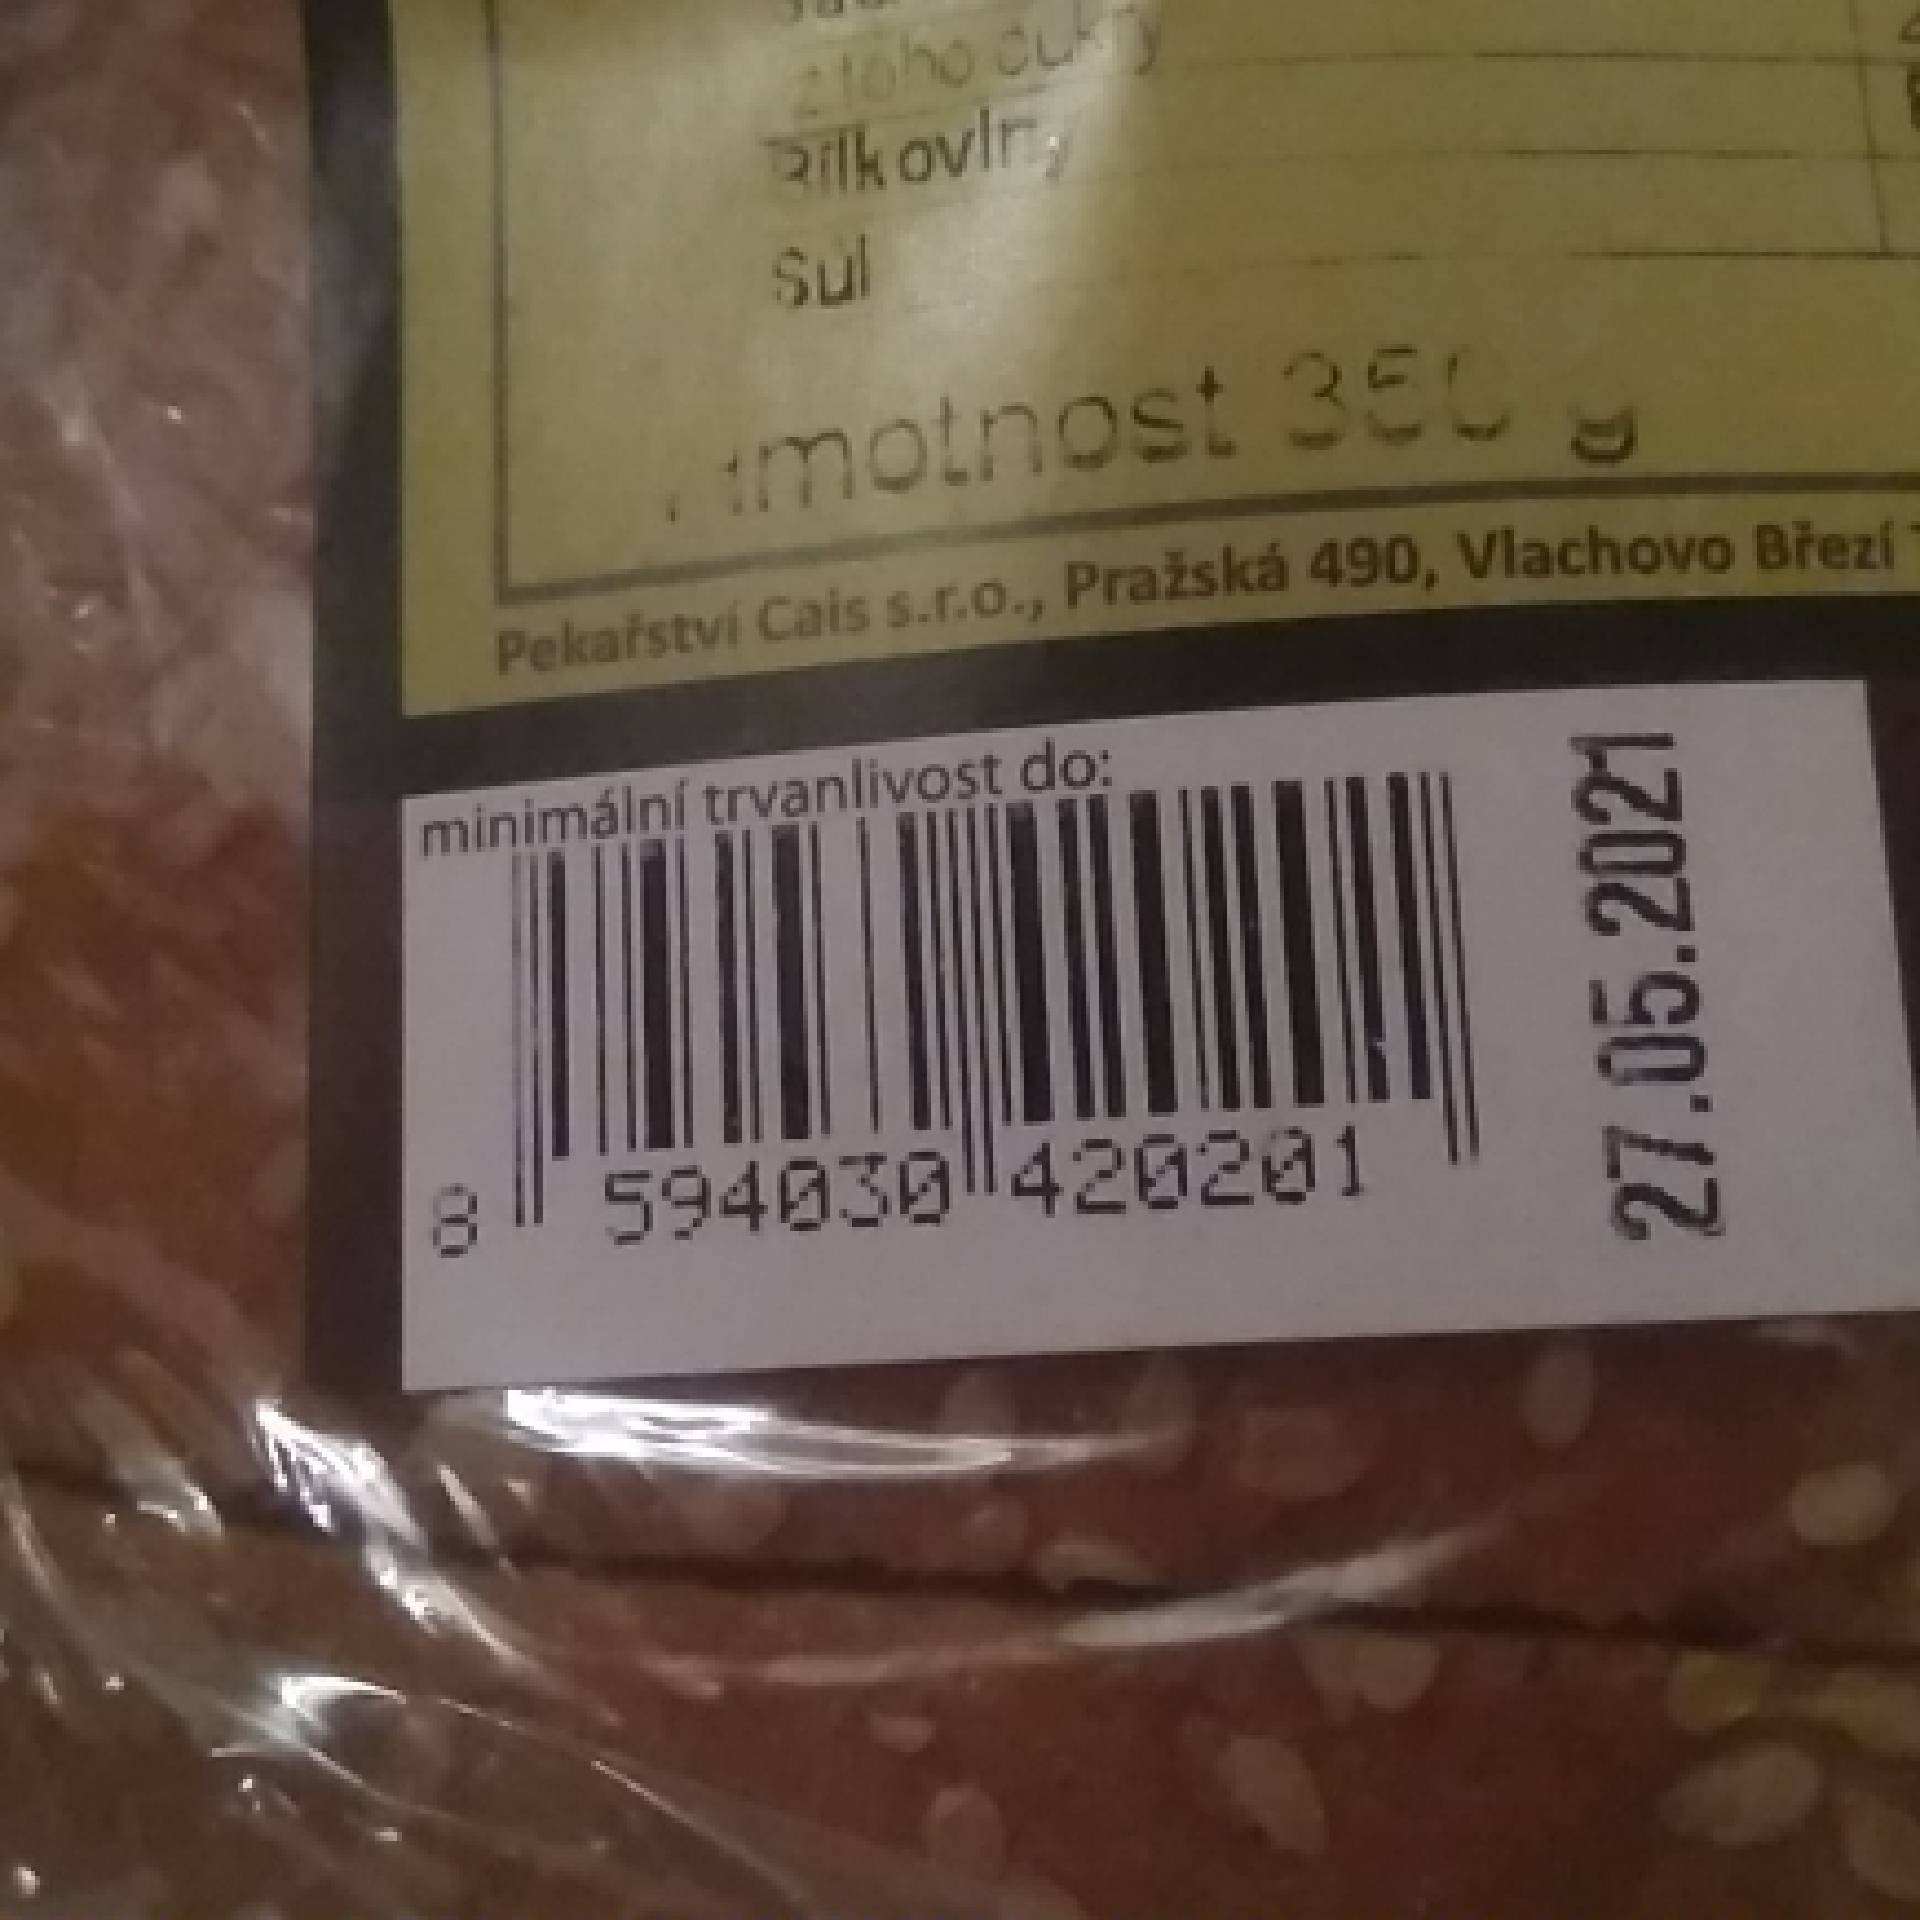 z toho cukry
Bílkoviny
Sůl
Hmotnost 350 g
Pekařství Cais s.r.o., Pražská 490, Vlachovo Březí
minimální trvanlivost do:
27.05.2021
8 594030 420201